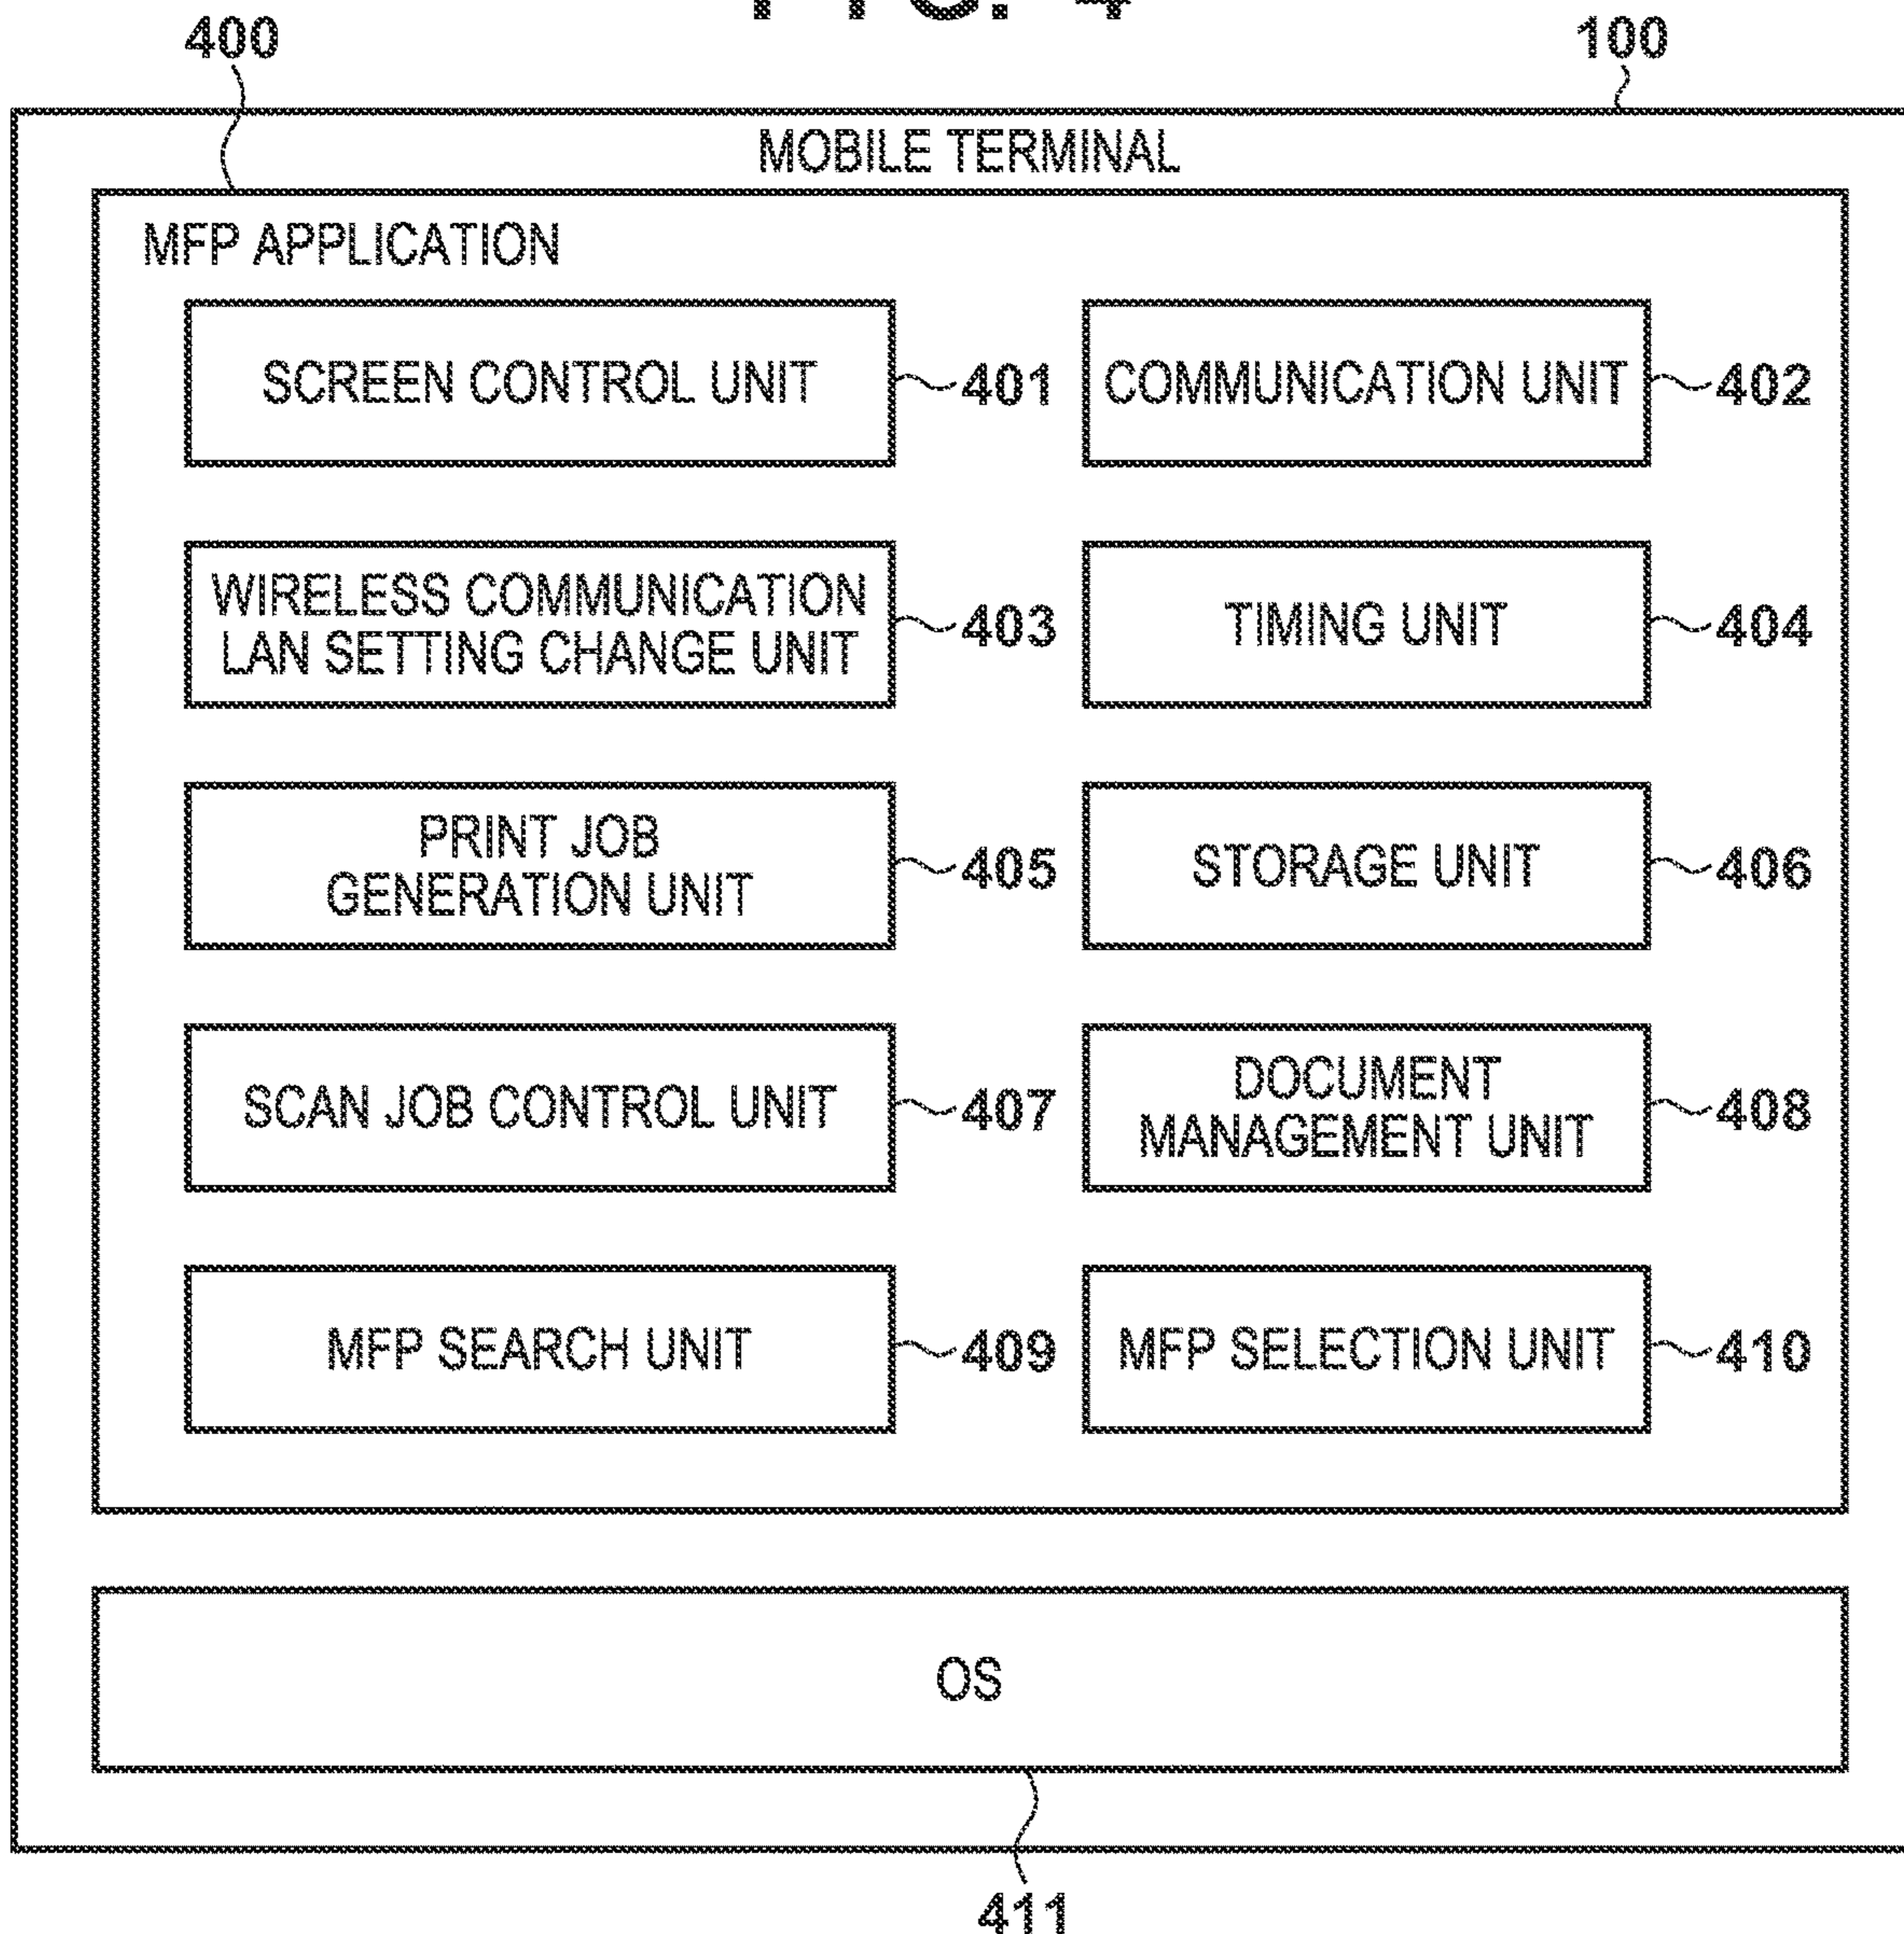 FIG. 4
400
100
MOBILE TERMINAL
MFP APPLICATION
SCREEN CONTROL UNIT
401
COMMUNICATION UNIT
402
WIRELESS COMMUNICATION
LAN SETTING CHANGE UNIT
403
TIMING UNIT
404
PRINT JOB
GENERATION UNIT
405
STORAGE UNIT
406
SCAN JOB CONTROL UNIT
407
DOCUMENT
MANAGEMENT UNIT
408
MFP SEARCH UNIT
409
MFP SELECTION UNIT
410
OS
411